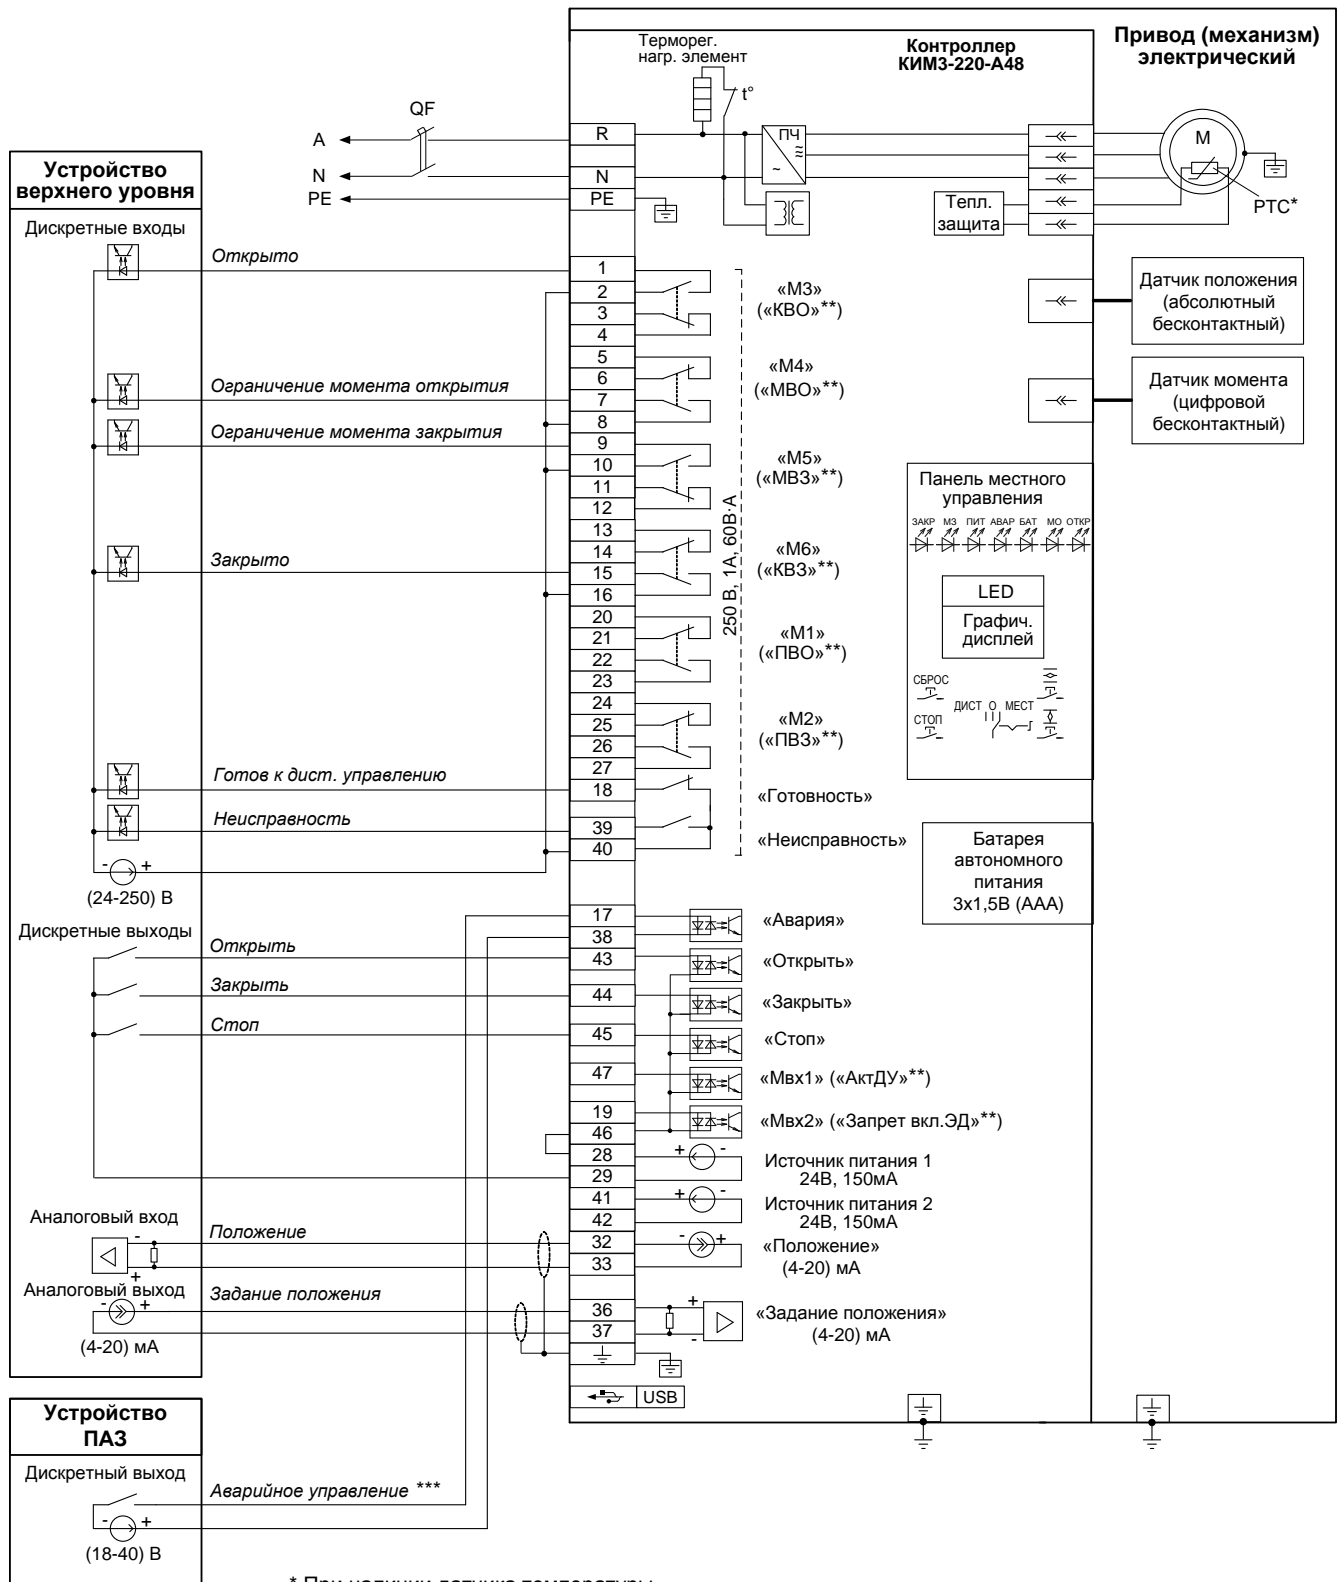 Привод (механизм)
электрический
Контроллер
КИМ3-220-А48
Терморег.
нагр. элемент
t°
QF
A
N
PE
R
N
PE
ПЧ
≈
~
M
PTC*
Тепл.
защита
Устройство
верхнего уровня
Дискретные входы
Открыто
Ограничение момента открытия
Ограничение момента закрытия
Закрыто
Готов к дист. управлению
Неисправность
- +
(24-250) В
1
2
3
4
5
6
7
8
9
10
11
12
13
14
15
16
20
21
22
23
24
25
26
27
18
39
40
250 В, 1А, 60В·А
«М3»
(«КВО»**)
«М4»
(«МВО»**)
«М5»
(«МВЗ»**)
«М6»
(«КВЗ»**)
«М1»
(«ПВО»**)
«М2»
(«ПВЗ»**)
«Готовность»
«Неисправность»
Датчик положения
(абсолютный
бесконтактный)
Датчик момента
(цифровой
бесконтактный)
Панель местного
управления
ЗАКР МЗ ПИТ АВАР БАТ МО ОТКР
LED
Графич.
дисплей
СБРОС
СТОП
ДИСТ О МЕСТ
Батарея
автономного
питания
3х1,5В (ААА)
Дискретные выходы
Открыть
Закрыть
Стоп
17
38
43
44
45
47
19
46
28
29
41
42
32
33
36
37
«Авария»
«Открыть»
«Закрыть»
«Стоп»
«Мвх1» («АктДУ»**)
«Мвх2» («Запрет вкл.ЭД»**)
+ -
Источник питания 1
24В, 150мА
+ -
Источник питания 2
24В, 150мА
- +
«Положение»
(4-20) мА
+
-
«Задание положения»
(4-20) мА
Аналоговый вход
-
+
Положение
Аналоговый выход
- +
(4-20) мА
Задание положения
USB
Устройство
ПАЗ
Дискретный выход
Аварийное управление ***
- +
(18-40) В
* При наличии датчика температуры